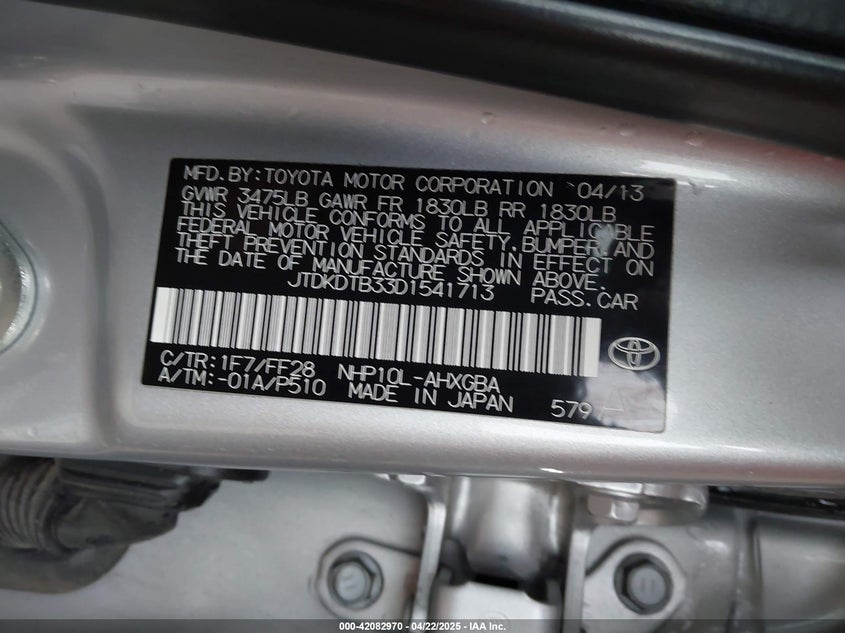 MFD. BY: TOYOTA MOTOR CORPORATION 04/13
GVWR 3475LB GAWR FR 1830LB RR 1830LB
THIS VEHICLE CONFORMS TO ALL APPLICABLE
FEDERAL MOTOR VEHICLE SAFETY, BUMPER, AND
THEFT PREVENTION STANDARDS IN EFFECT ON
THE DATE OF MANUFACTURE SHOWN ABOVE.
JTDKDTB33D1541713 PASS. CAR
C/TR: 1F7/FF28 NHP10L-AHXGBA
A/TM: -01A/P510 MADE IN JAPAN 579
000-42082970 - 04/22/2025 - IAA Inc.